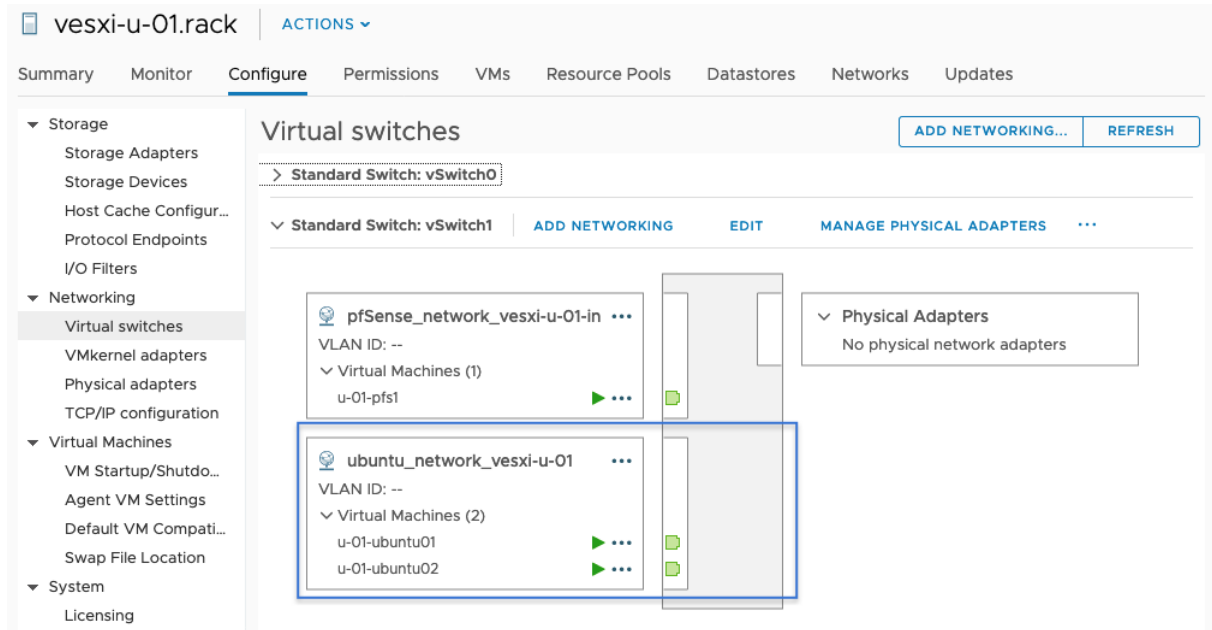 vesxi-u-01.rack ACTIONS
Summary Monitor Configure Permissions VMs Resource Pools Datastores Networks Updates
Storage
Storage Adapters
Storage Devices
Host Cache Configur...
Protocol Endpoints
I/O Filters
Networking
Virtual switches
VMkernel adapters
Physical adapters
TCP/IP configuration
Virtual Machines
VM Startup/Shutdo...
Agent VM Settings
Default VM Compati...
Swap File Location
System
Licensing
Virtual switches
ADD NETWORKING... REFRESH
Standard Switch: vSwitch0
Standard Switch: vSwitch1 ADD NETWORKING EDIT MANAGE PHYSICAL ADAPTERS ...
pfSense_network_vesxi-u-01-in ...
VLAN ID: --
Virtual Machines (1)
u-01-pfs1 ...
ubuntu_network_vesxi-u-01 ...
VLAN ID: --
Virtual Machines (2)
u-01-ubuntu01 ...
u-01-ubuntu02 ...
Physical Adapters
No physical network adapters